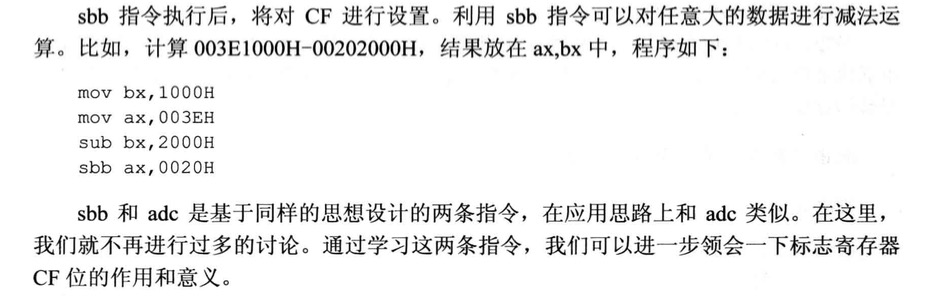 sbb 指令执行后，将对 CF 进行设置。利用 sbb 指令可以对任意大的数据进行减法运
算。比如，计算 003E1000H-00202000H，结果放在 ax,bx 中，程序如下：
mov bx,1000H
mov ax,003EH
sub bx,2000H
sbb ax,0020H
sbb 和 adc 是基于同样的思想设计的两条指令，在应用思路上和 adc 类似。在这里，
我们就不再进行过多的讨论。通过学习这两条指令，我们可以进一步领会一下标志寄存器
CF 位的作用和意义。